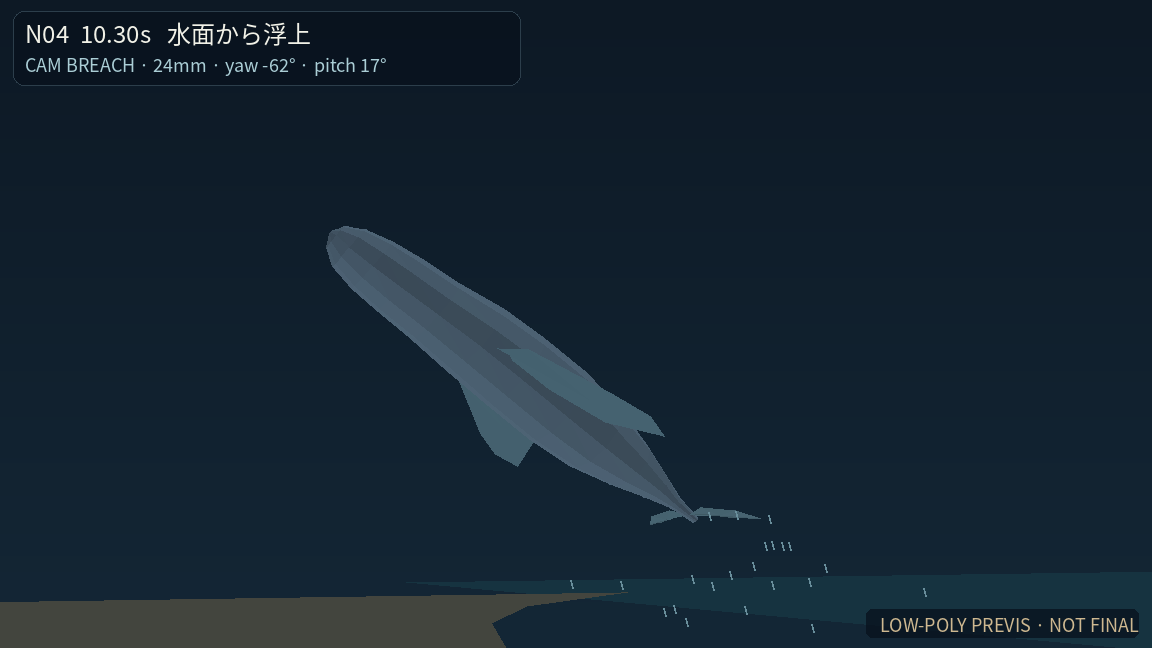 N04 10.30s 水面から浮上
CAM BREACH · 24mm · yaw -62° · pitch 17°
LOW-POLY PREVIS · NOT FINAL